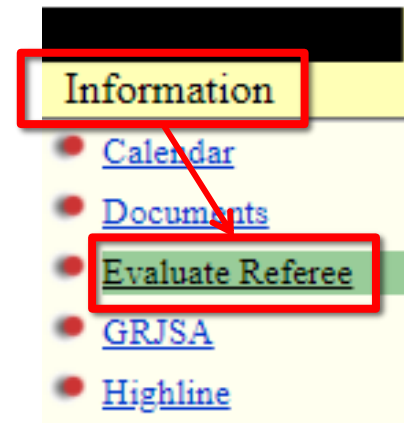 Information
Calendar
Documents
Evaluate Referee
GRJSA
Highline